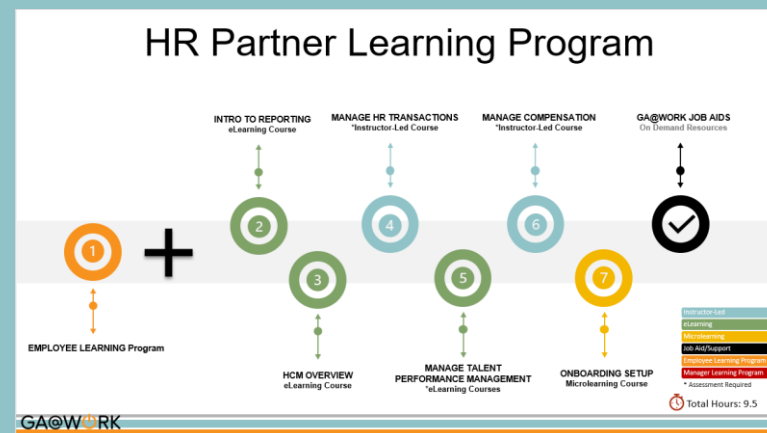 HR Partner Learning Program
INTRO TO REPORTING
eLearning Course
MANAGE HR TRANSACTIONS
*Instructor-Led Course
MANAGE COMPENSATION
*Instructor-Led Course
GA@WORK JOB AIDS
On Demand Resources
1
+
2
3
4
5
6
7
EMPLOYEE LEARNING Program
HCM OVERVIEW
eLearning Course
MANAGE TALENT
PERFORMANCE MANAGEMENT
*eLearning Courses
ONBOARDING SETUP
Microlearning Course
Instructor-Led
eLearning
Microlearning
Job Aid/Support
Employee Learning Program
Manager Learning Program
* Assessment Required
Total Hours: 9.5
GA@WORK